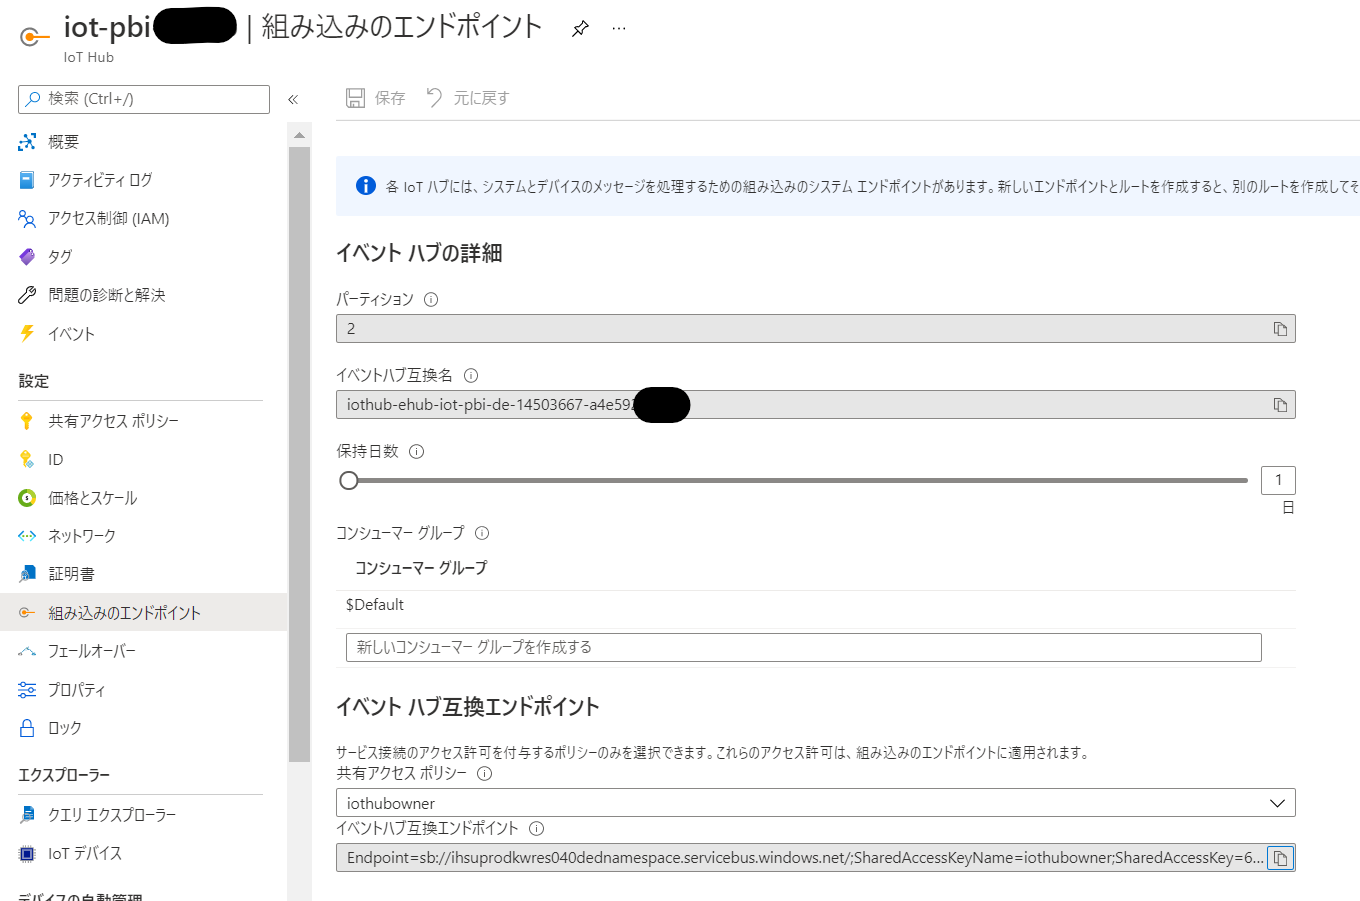 iot-pbi | 組み込みのエンドポイント ...
IoT Hub
検索 (Ctrl+/)
«
概要
アクティビティ ログ
アクセス制御 (IAM)
タグ
問題の診断と解決
イベント
設定
共有アクセス ポリシー
ID
価格とスケール
ネットワーク
証明書
組み込みのエンドポイント
フェールオーバー
プロパティ
ロック
エクスプローラー
クエリ エクスプローラー
IoT デバイス
デバイスの自動管理
保存 元に戻す
各 IoT ハブには、システムとデバイスのメッセージを処理するための組み込みのシステム エンドポイントがあります。新しいエンドポイントとルートを作成すると、別のルートを作成してそ
イベント ハブの詳細
パーティション
2
イベントハブ互換名
iothub-ehub-iot-pbi-de-14503667-a4e592
保持日数
1
日
コンシューマー グループ
コンシューマー グループ
$Default
新しいコンシューマー グループを作成する
イベント ハブ互換エンドポイント
サービス接続のアクセス許可を付与するポリシーのみを選択できます。これらのアクセス許可は、組み込みのエンドポイントに適用されます。
共有アクセス ポリシー
iothubowner
イベントハブ互換エンドポイント
Endpoint=sb://ihsuprodkwres040dednamespace.servicebus.windows.net/;SharedAccessKeyName=iothubowner;SharedAccessKey=6...